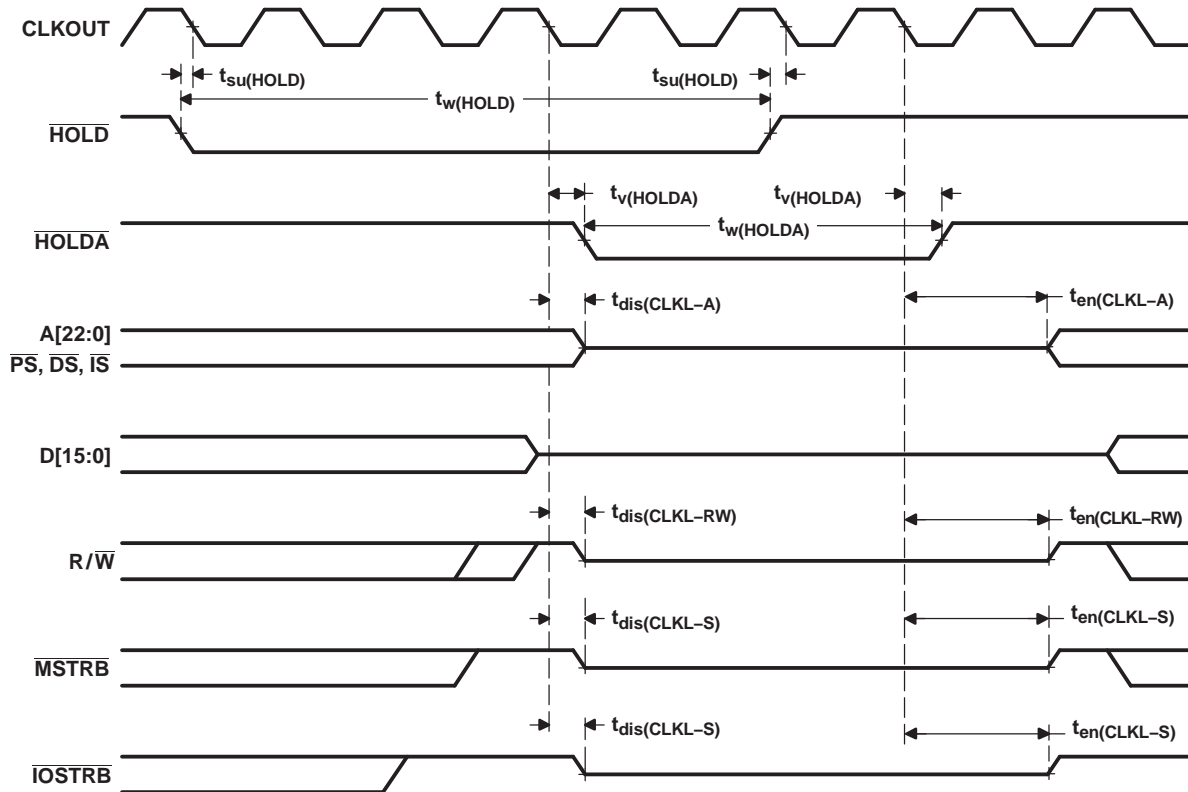 CLKOUT
tsu(HOLD) tsu(HOLD)
tw(HOLD)
HOLD
tv(HOLDA) tv(HOLDA)
tw(HOLDA)
HOLDA
tdis(CLKL–A) ten(CLKL–A)
A[22:0]
PS, DS, IS
D[15:0]
tdis(CLKL–RW) ten(CLKL–RW)
R/W
tdis(CLKL–S) ten(CLKL–S)
MSTRB
tdis(CLKL–S) ten(CLKL–S)
IOSTRB